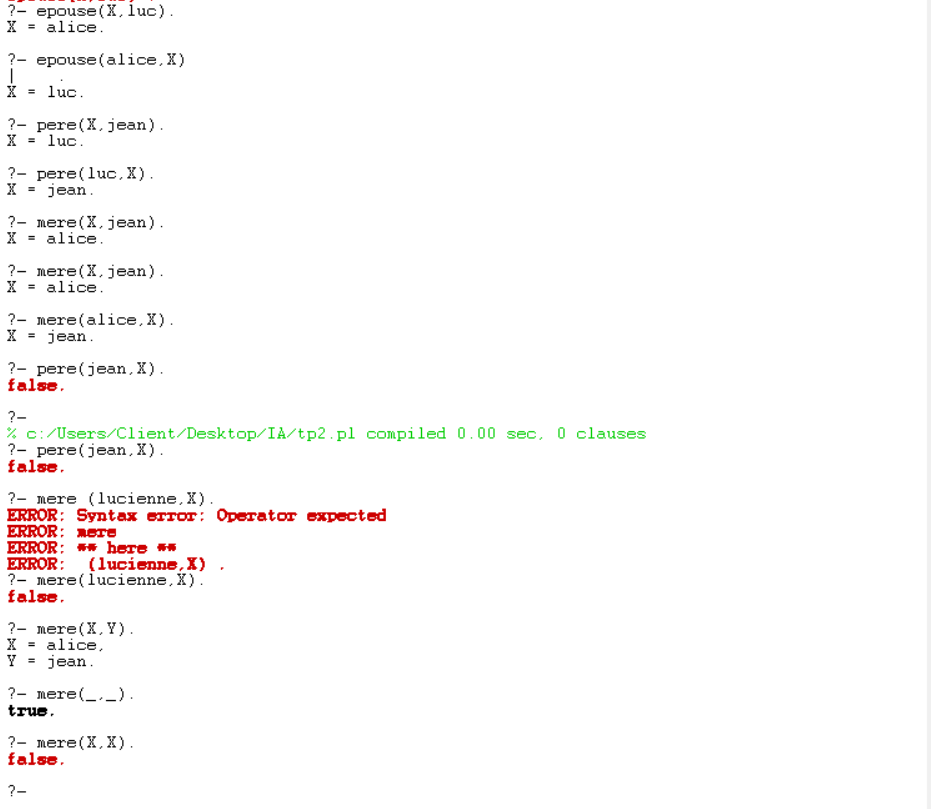 ?- epouse(X,luc).
X = alice.
?- epouse(alice,X)
|    .
X = luc.
?- pere(X,jean).
X = luc.
?- pere(luc,X).
X = jean.
?- mere(X,jean).
X = alice.
?- mere(X,jean).
X = alice.
?- mere(alice,X).
X = jean.
?- pere(jean,X).
false.
?-
% c:/Users/Client/Desktop/IA/tp2.pl compiled 0.00 sec, 0 clauses
?- pere(jean,X).
false.
?- mere (lucienne,X).
ERROR: Syntax error: Operator expected
ERROR: mere
ERROR: ** here **
ERROR:  (lucienne,X) .
?- mere(lucienne,X).
false.
?- mere(X,Y).
X = alice,
Y = jean.
?- mere(_,_).
true.
?- mere(X,X).
false.
?-